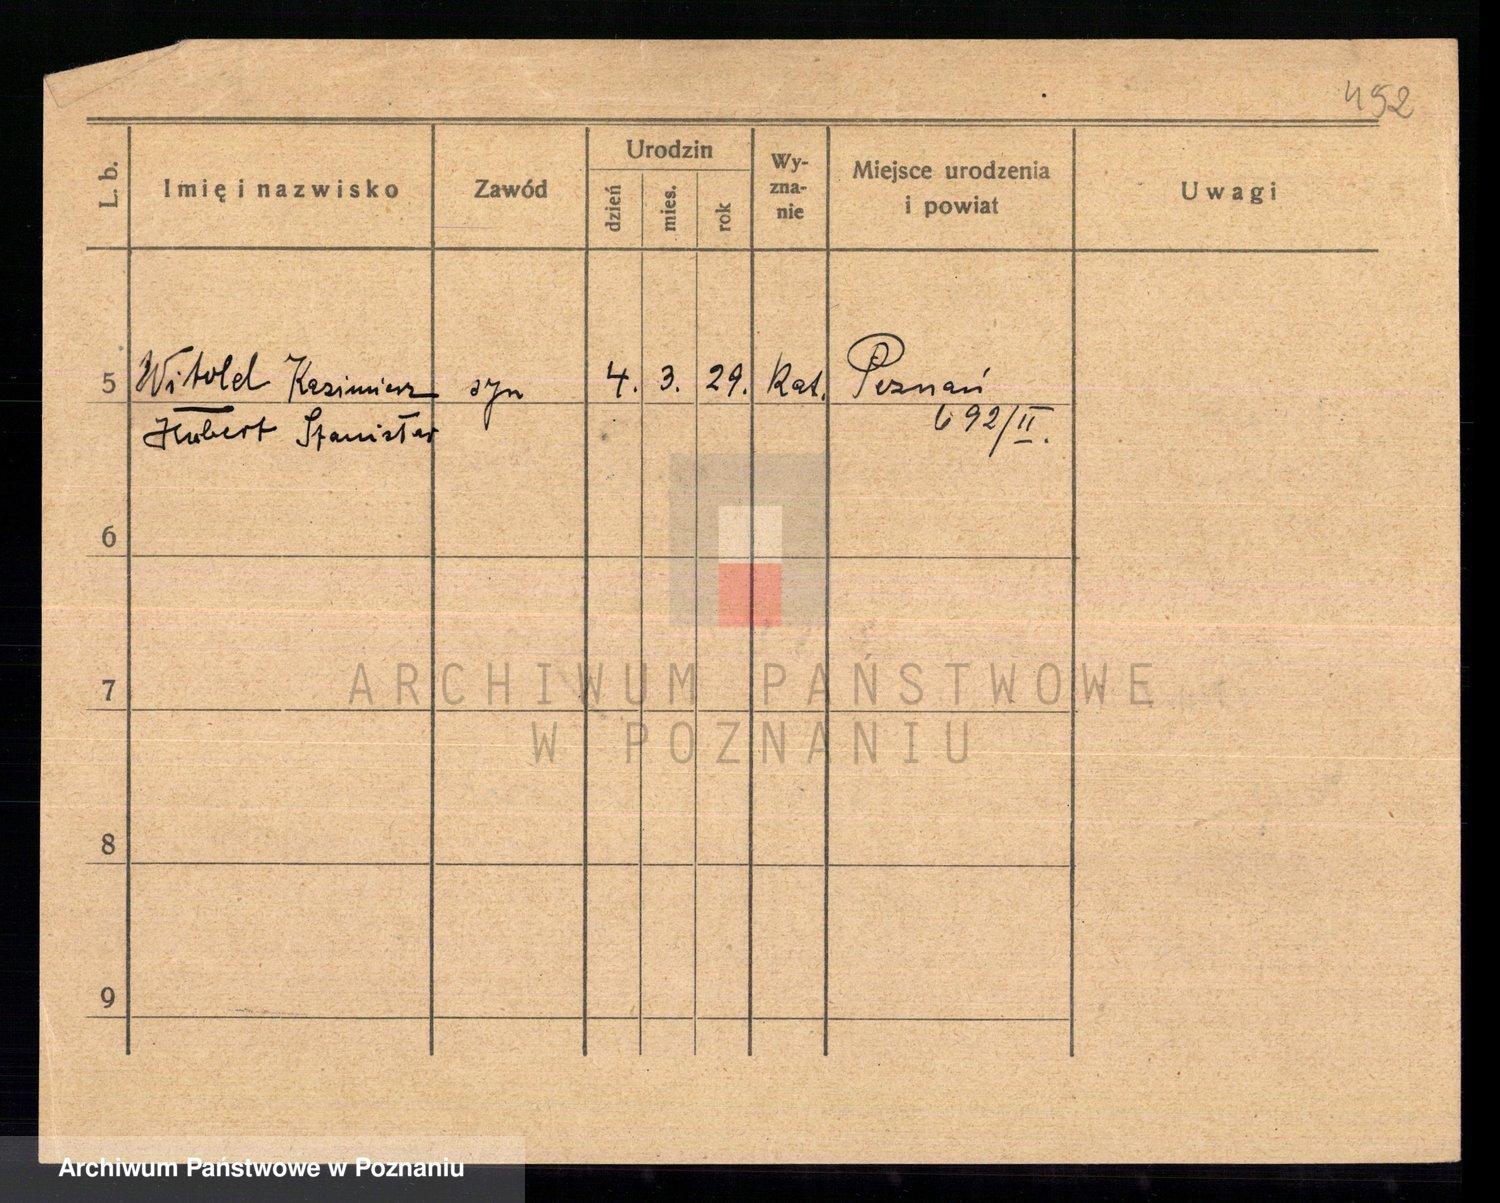 492
L. b.
Imię i nazwisko
Zawód
Urodzin
dzień
mies.
rok
Wy-
zna-
nie
Miejsce urodzenia
i powiat
Uwagi
5 Witold Kazimierz syn 4. 3. 29. kat. Poznań
Hubert Stanisław 692/II.
6
7
8
9
ARCHIWUM PAŃSTWOWE
W POZNANIU
Archiwum Państwowe w Poznaniu